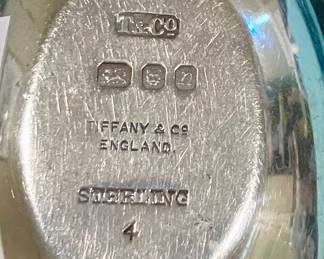 T&Co
TIFFANY & Co
ENGLAND.
STERLING
4